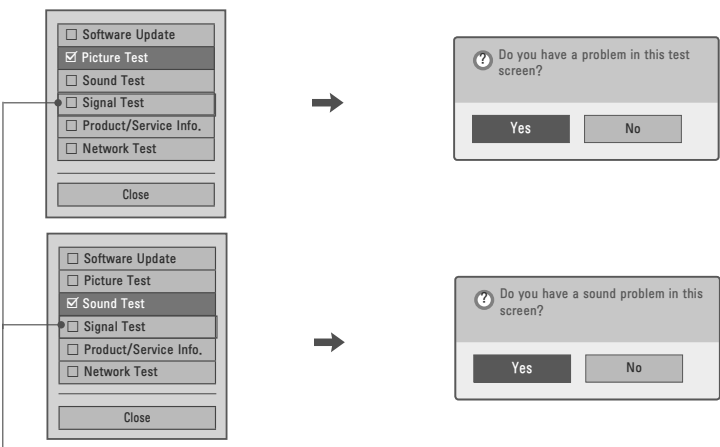 Software Update
Picture Test
Sound Test
Signal Test
Product/Service Info.
Network Test
Close
Do you have a problem in this test
screen?
Yes
No
Software Update
Picture Test
Sound Test
Signal Test
Product/Service Info.
Network Test
Close
Do you have a sound problem in this
screen?
Yes
No